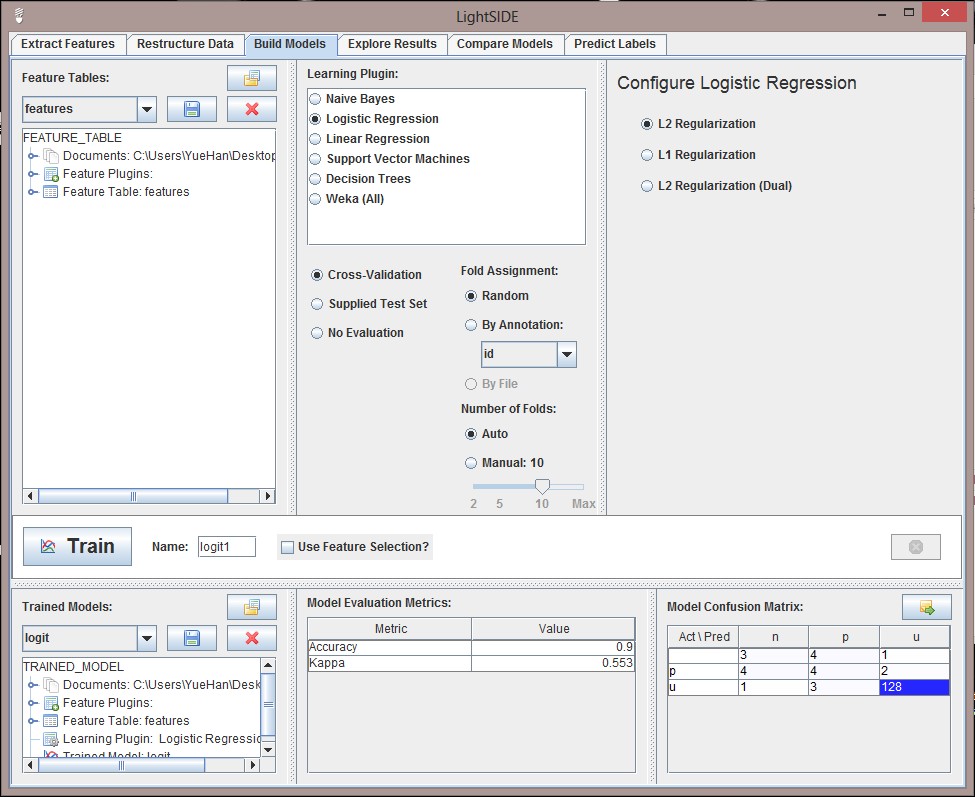 LightSIDE
Extract Features
Restructure Data
Build Models
Explore Results
Compare Models
Predict Labels
Feature Tables:
features
FEATURE_TABLE
Documents: C:\Users\YueHan\Desktop
Feature Plugins:
Feature Table: features
Learning Plugin:
Naive Bayes
Logistic Regression
Linear Regression
Support Vector Machines
Decision Trees
Weka (All)
Cross-Validation
Supplied Test Set
No Evaluation
Fold Assignment:
Random
By Annotation:
id
By File
Number of Folds:
Auto
Manual: 10
2 5 10 Max
Configure Logistic Regression
L2 Regularization
L1 Regularization
L2 Regularization (Dual)
Train
Name: logit1
Use Feature Selection?
Trained Models:
logit
TRAINED_MODEL
Documents: C:\Users\YueHan\Desk
Feature Plugins:
Feature Table: features
Learning Plugin: Logistic Regressio
Trained Model: logit
Model Evaluation Metrics:
Metric Value
Accuracy 0.9
Kappa 0.553
Model Confusion Matrix:
Act \ Pred n p u
3 4 1
p 4 4 2
u 1 3 128